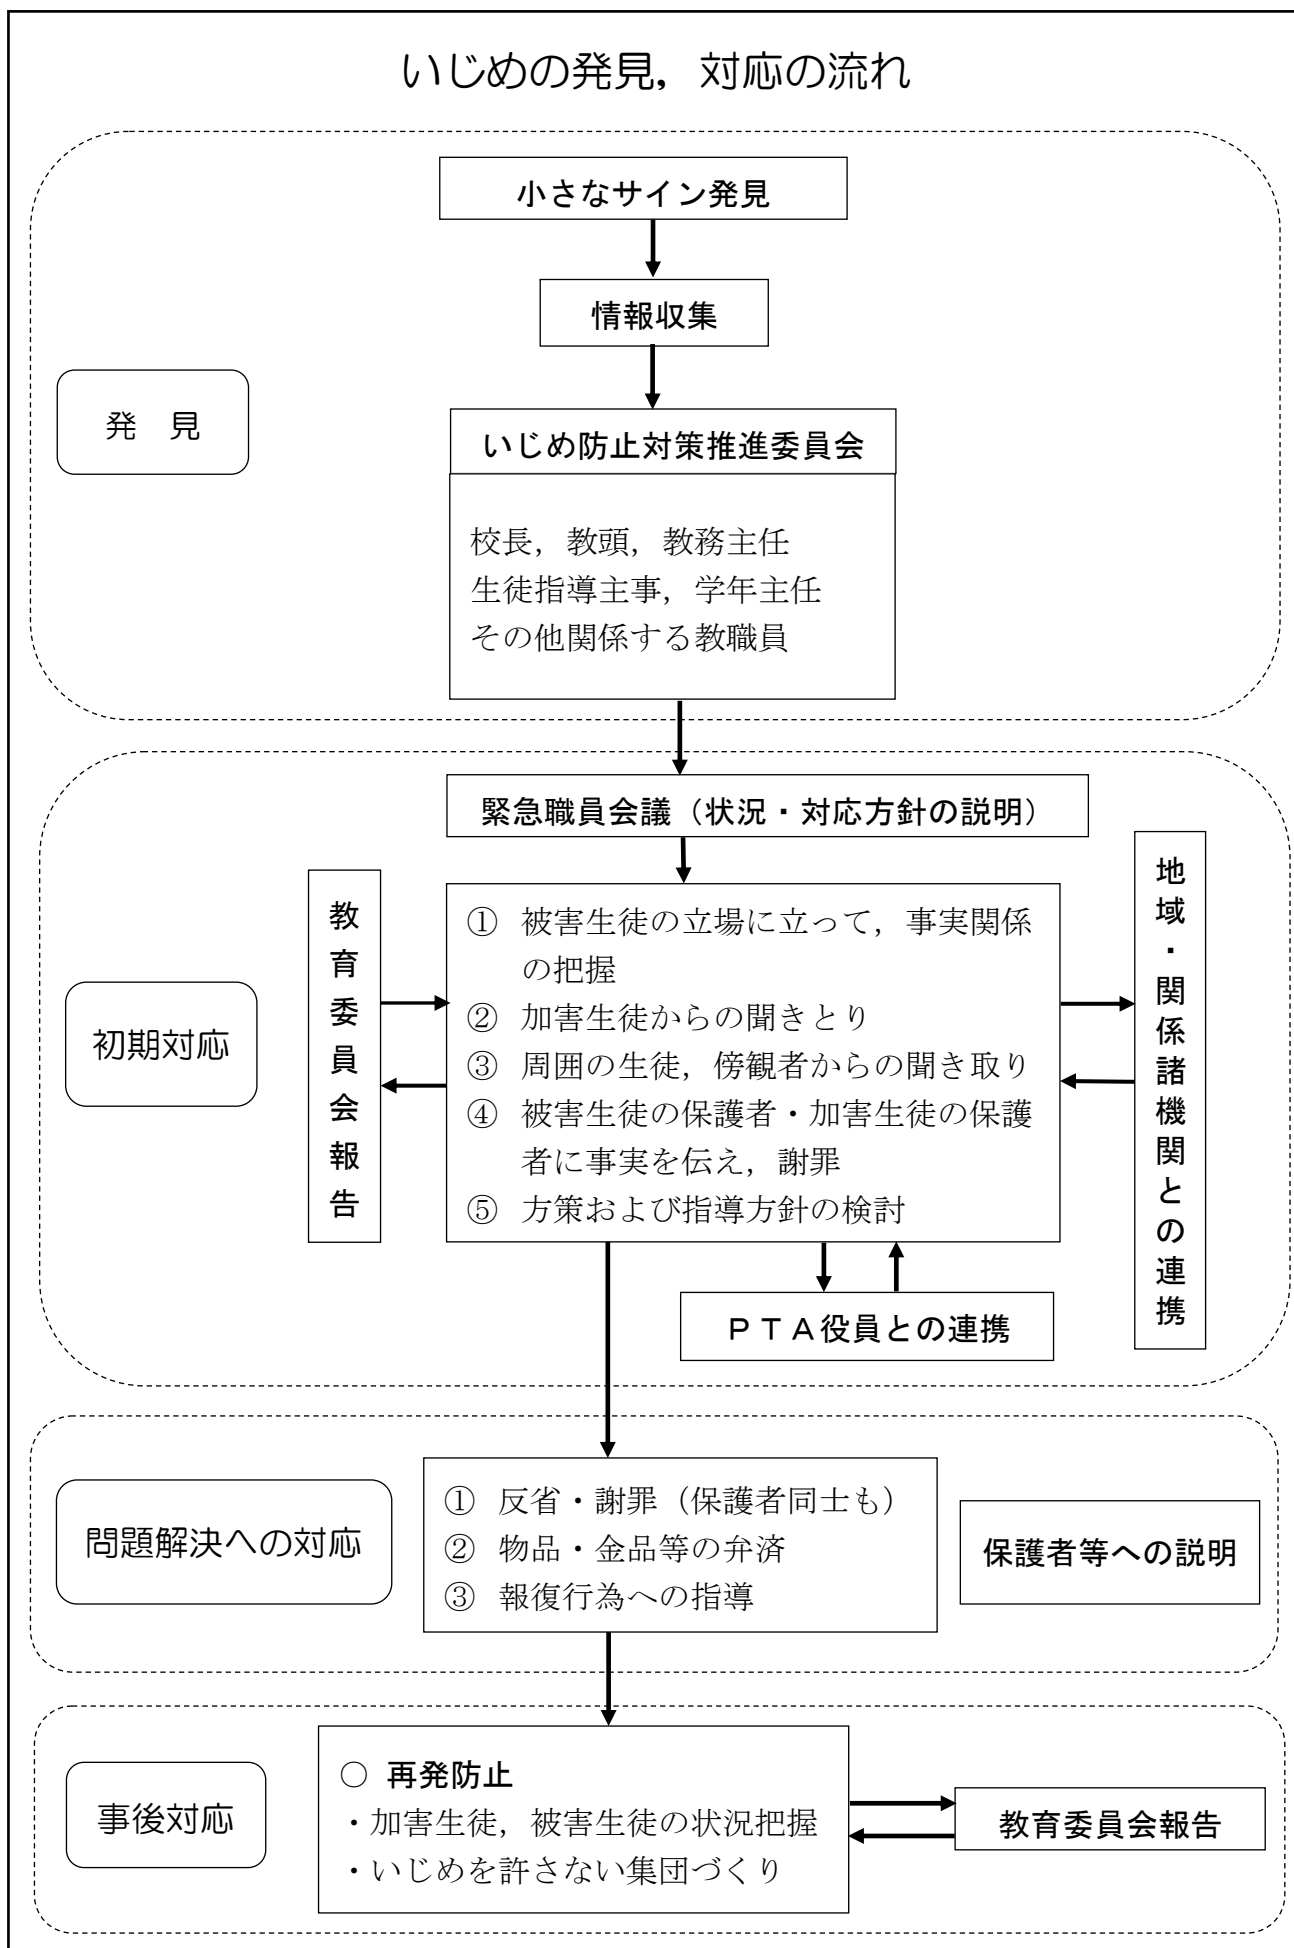 いじめの発見，対応の流れ
小さなサイン発見
情報収集
発　見
いじめ防止対策推進委員会
校長，教頭，教務主任
生徒指導主事，学年主任
その他関係する教職員
緊急職員会議（状況・対応方針の説明）
教育委員会報告
地域・関係諸機関との連携
初期対応
①　被害生徒の立場に立って，事実関係
の把握
②　加害生徒からの聞きとり
③　周囲の生徒，傍観者からの聞き取り
④　被害生徒の保護者・加害生徒の保護
者に事実を伝え，謝罪
⑤　方策および指導方針の検討
ＰＴＡ役員との連携
問題解決への対応
①　反省・謝罪（保護者同士も）
②　物品・金品等の弁済
③　報復行為への指導
保護者等への説明
事後対応
○ 再発防止
・加害生徒，被害生徒の状況把握
・いじめを許さない集団づくり
教育委員会報告